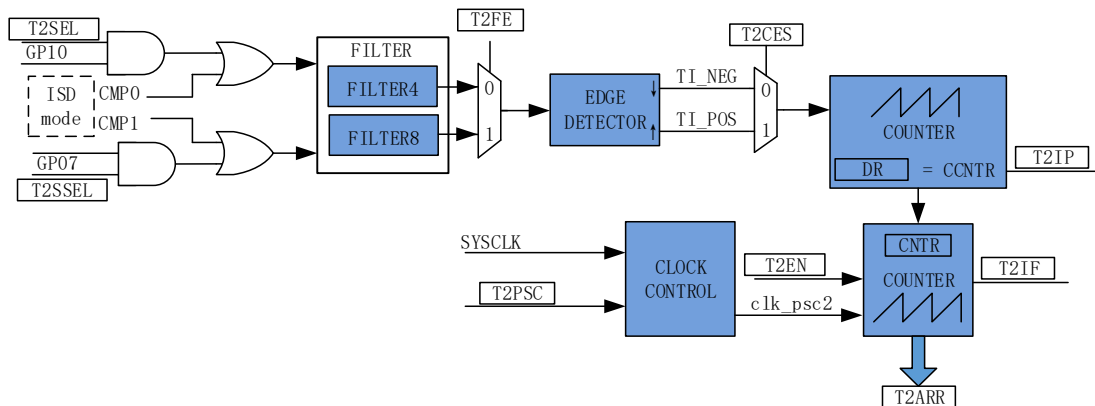 T2SEL
GP10
ISD
mode
CMP0
CMP1
GP07
T2SSEL
FILTER
FILTER4
FILTER8
T2FE
0
1
EDGE
DETECTOR
↓
↑
TI_NEG
TI_POS
T2CES
0
1
COUNTER
DR = CCNTR
T2IP
SYSCLK
T2PSC
CLOCK
CONTROL
T2EN
clk_psc2
CNTR
COUNTER
T2IF
T2ARR